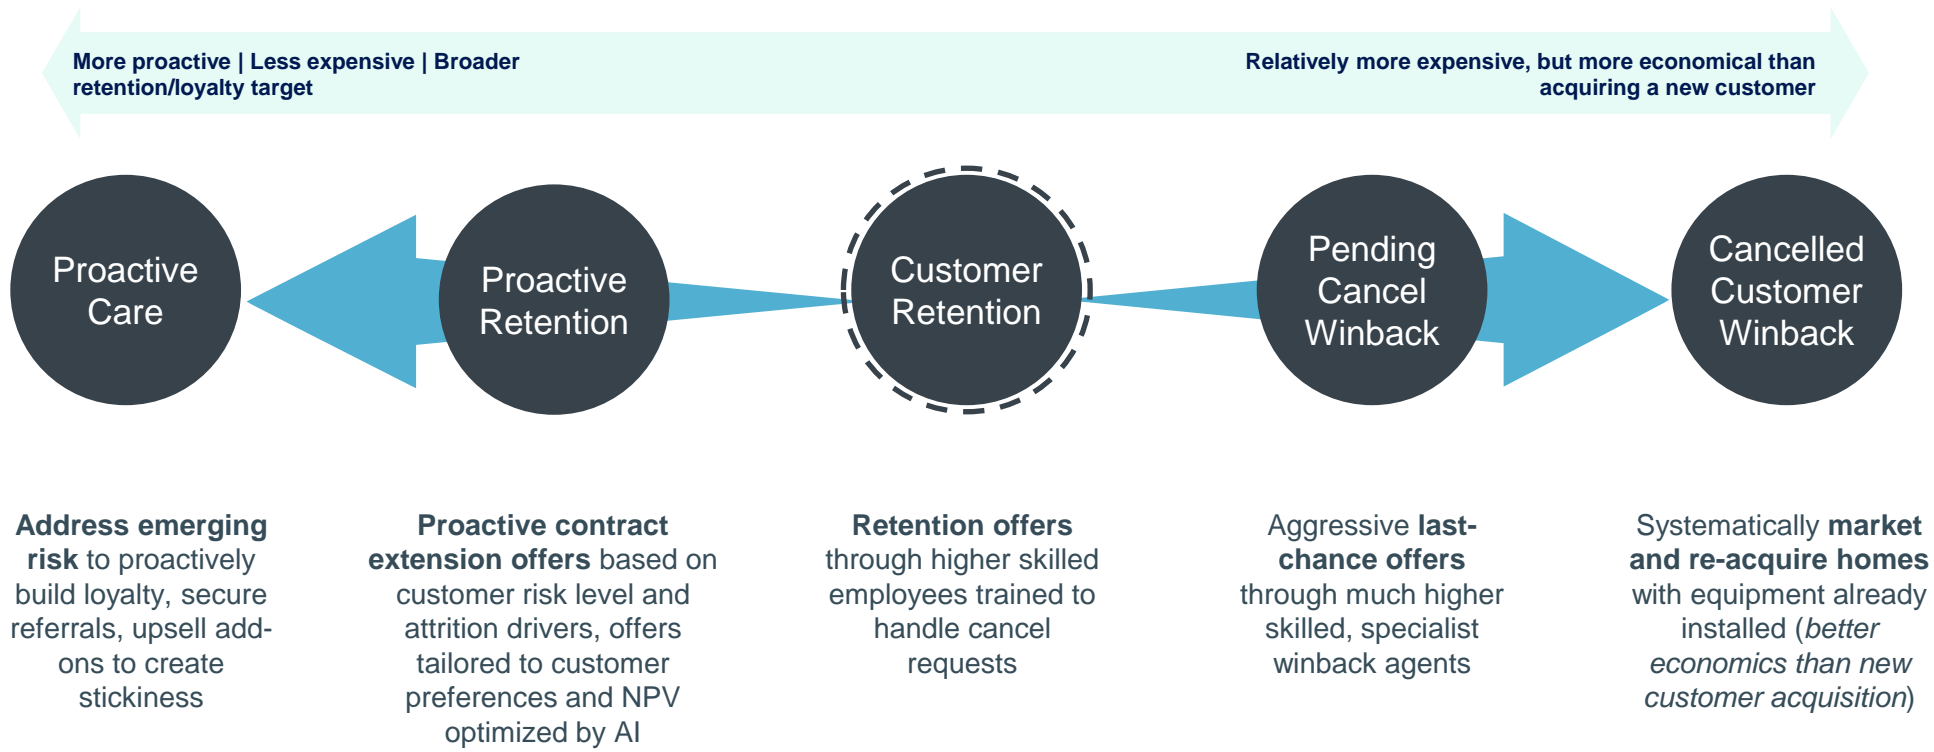 More proactive | Less expensive | Broader
retention/loyalty target
Relatively more expensive, but more economical than
acquiring a new customer
Proactive
Care
Proactive
Retention
Customer
Retention
Pending
Cancel
Winback
Cancelled
Customer
Winback
Address emerging
risk to proactively
build loyalty, secure
referrals, upsell add-
ons to create
stickiness
Proactive contract
extension offers based on
customer risk level and
attrition drivers, offers
tailored to customer
preferences and NPV
optimized by AI
Retention offers
through higher skilled
employees trained to
handle cancel
requests
Aggressive last-
chance offers
through much higher
skilled, specialist
winback agents
Systematically market
and re-acquire homes
with equipment already
installed (better
economics than new
customer acquisition)